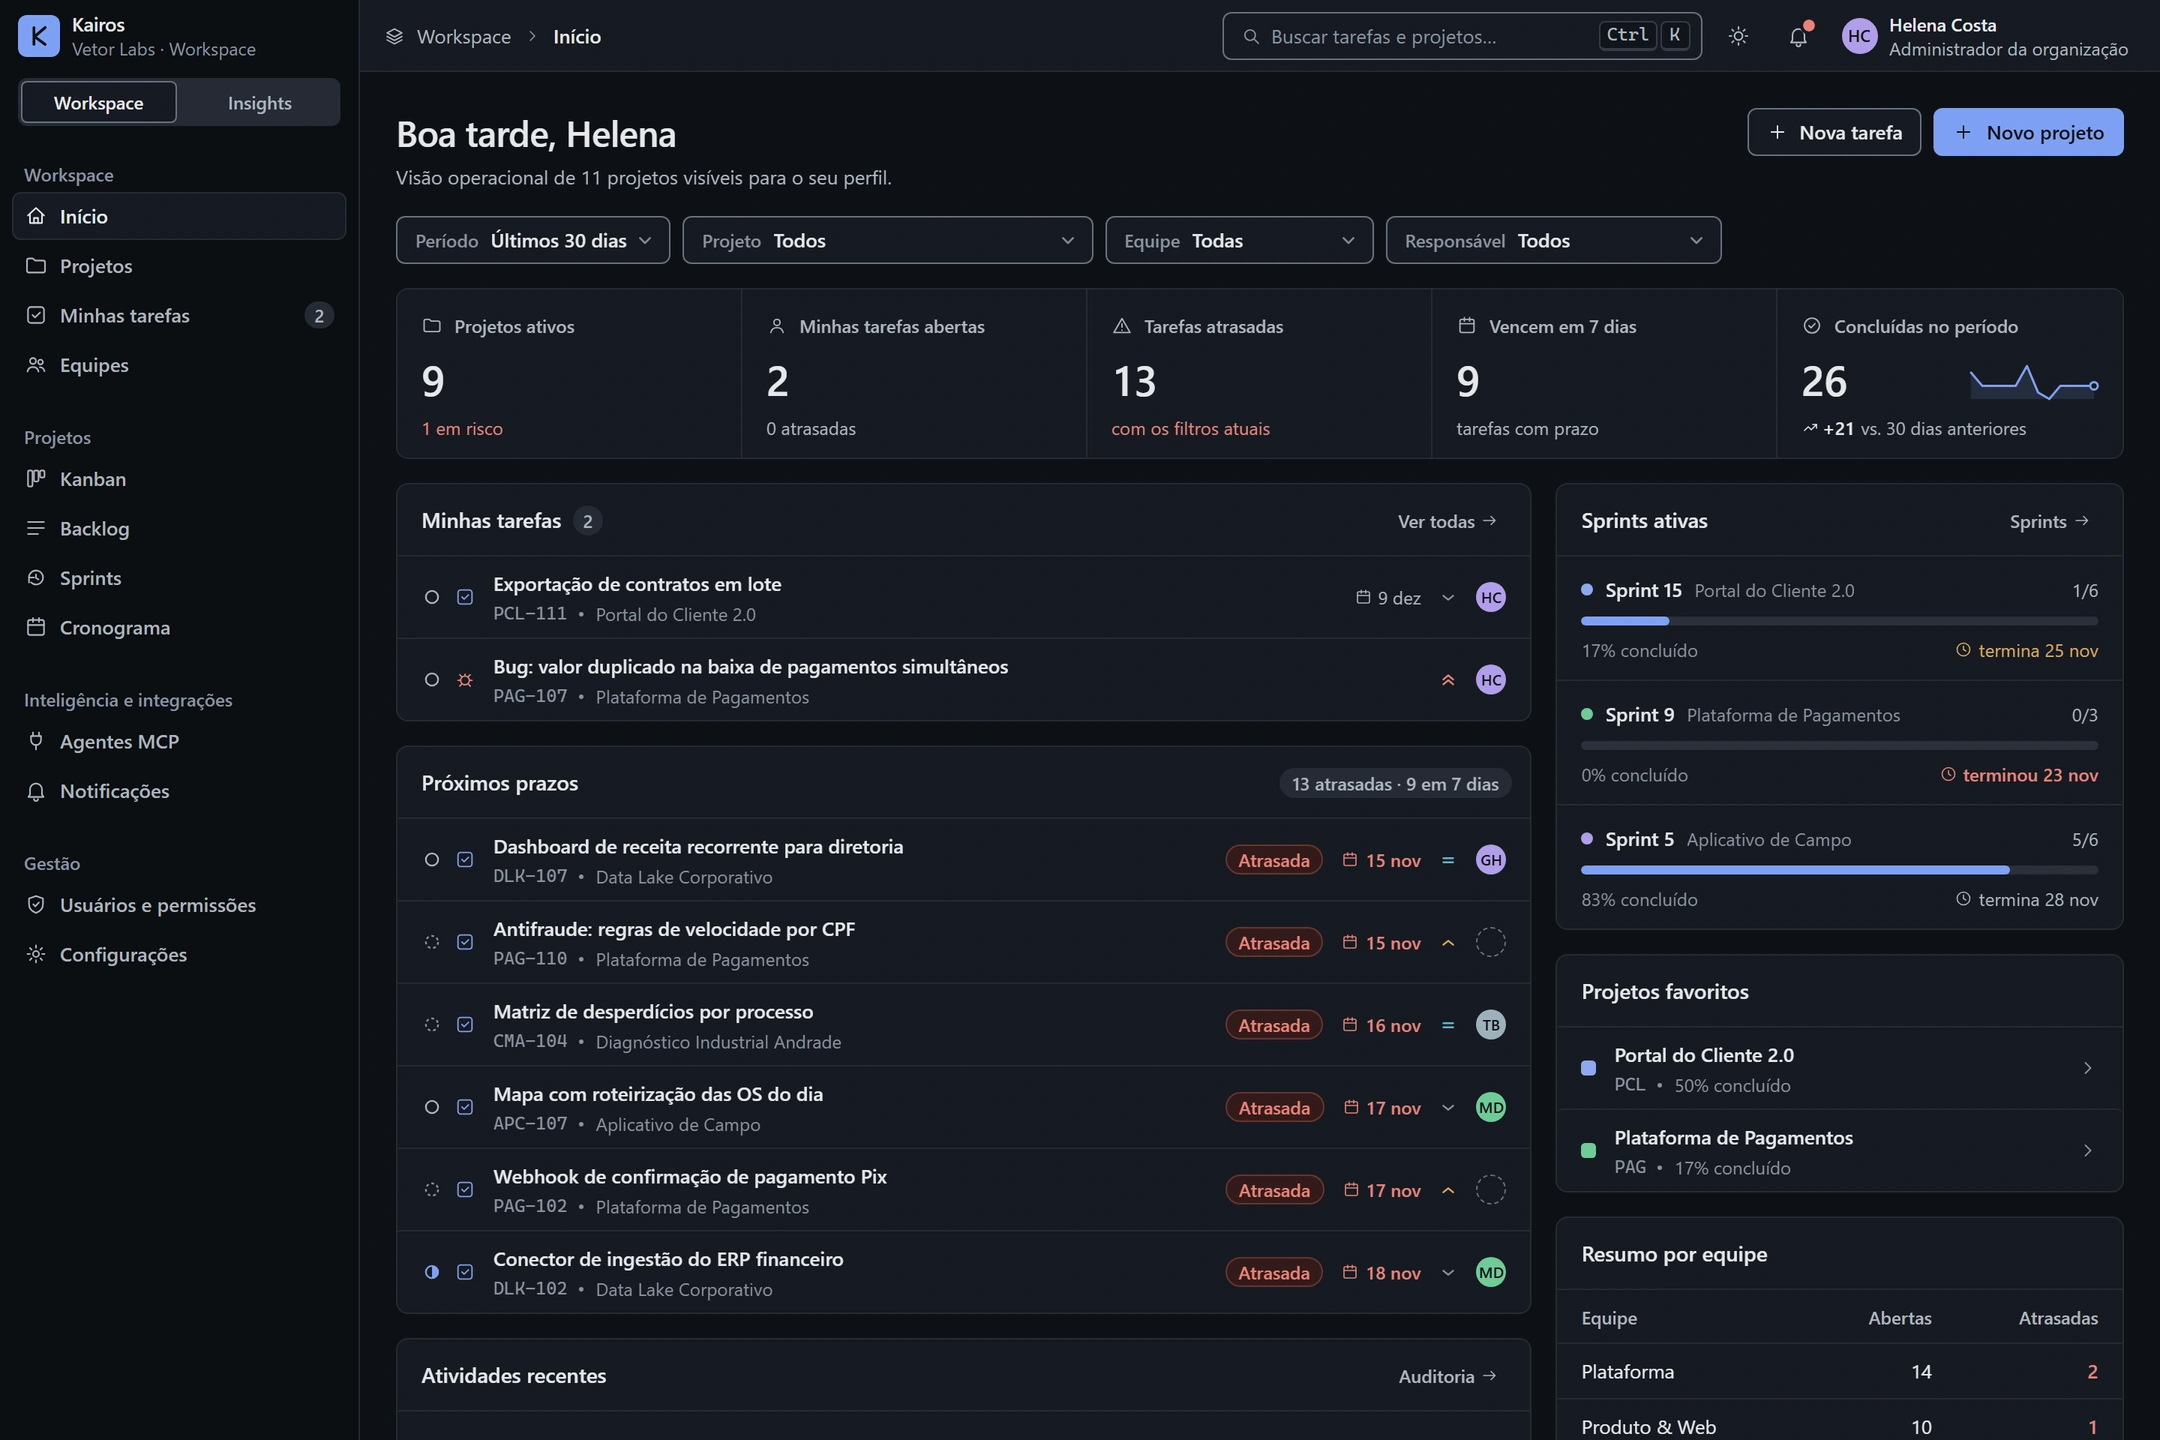 K
Kairos
Vetor Labs · Workspace
Workspace
Insights
Workspace
Início
Projetos
Minhas tarefas
2
Equipes
Projetos
Kanban
Backlog
Sprints
Cronograma
Inteligência e integrações
Agentes MCP
Notificações
Gestão
Usuários e permissões
Configurações
Workspace
Início
Buscar tarefas e projetos...
Ctrl K
HC
Helena Costa
Administrador da organização
Boa tarde, Helena
Visão operacional de 11 projetos visíveis para o seu perfil.
Nova tarefa
Novo projeto
Período Últimos 30 dias
Projeto Todos
Equipe Todas
Responsável Todos
Projetos ativos
9
1 em risco
Minhas tarefas abertas
2
0 atrasadas
Tarefas atrasadas
13
com os filtros atuais
Vencem em 7 dias
9
tarefas com prazo
Concluídas no período
26
+21 vs. 30 dias anteriores
Minhas tarefas 2
Ver todas →
Exportação de contratos em lote
PCL-111 • Portal do Cliente 2.0
9 dez
HC
Bug: valor duplicado na baixa de pagamentos simultâneos
PAG-107 • Plataforma de Pagamentos
HC
Próximos prazos
13 atrasadas · 9 em 7 dias
Dashboard de receita recorrente para diretoria
DLK-107 • Data Lake Corporativo
Atrasada
15 nov
GH
Antifraude: regras de velocidade por CPF
PAG-110 • Plataforma de Pagamentos
Atrasada
15 nov
Matriz de desperdícios por processo
CMA-104 • Diagnóstico Industrial Andrade
Atrasada
16 nov
TB
Mapa com roteirização das OS do dia
APC-107 • Aplicativo de Campo
Atrasada
17 nov
MD
Webhook de confirmação de pagamento Pix
PAG-102 • Plataforma de Pagamentos
Atrasada
17 nov
Conector de ingestão do ERP financeiro
DLK-102 • Data Lake Corporativo
Atrasada
18 nov
MD
Atividades recentes
Auditoria →
Sprints ativas
Sprints →
Sprint 15 Portal do Cliente 2.0
1/6
17% concluído
termina 25 nov
Sprint 9 Plataforma de Pagamentos
0/3
0% concluído
terminou 23 nov
Sprint 5 Aplicativo de Campo
5/6
83% concluído
termina 28 nov
Projetos favoritos
Portal do Cliente 2.0
PCL • 50% concluído
Plataforma de Pagamentos
PAG • 17% concluído
Resumo por equipe
Equipe Abertas Atrasadas
Plataforma 14 2
Produto & Web 10 1